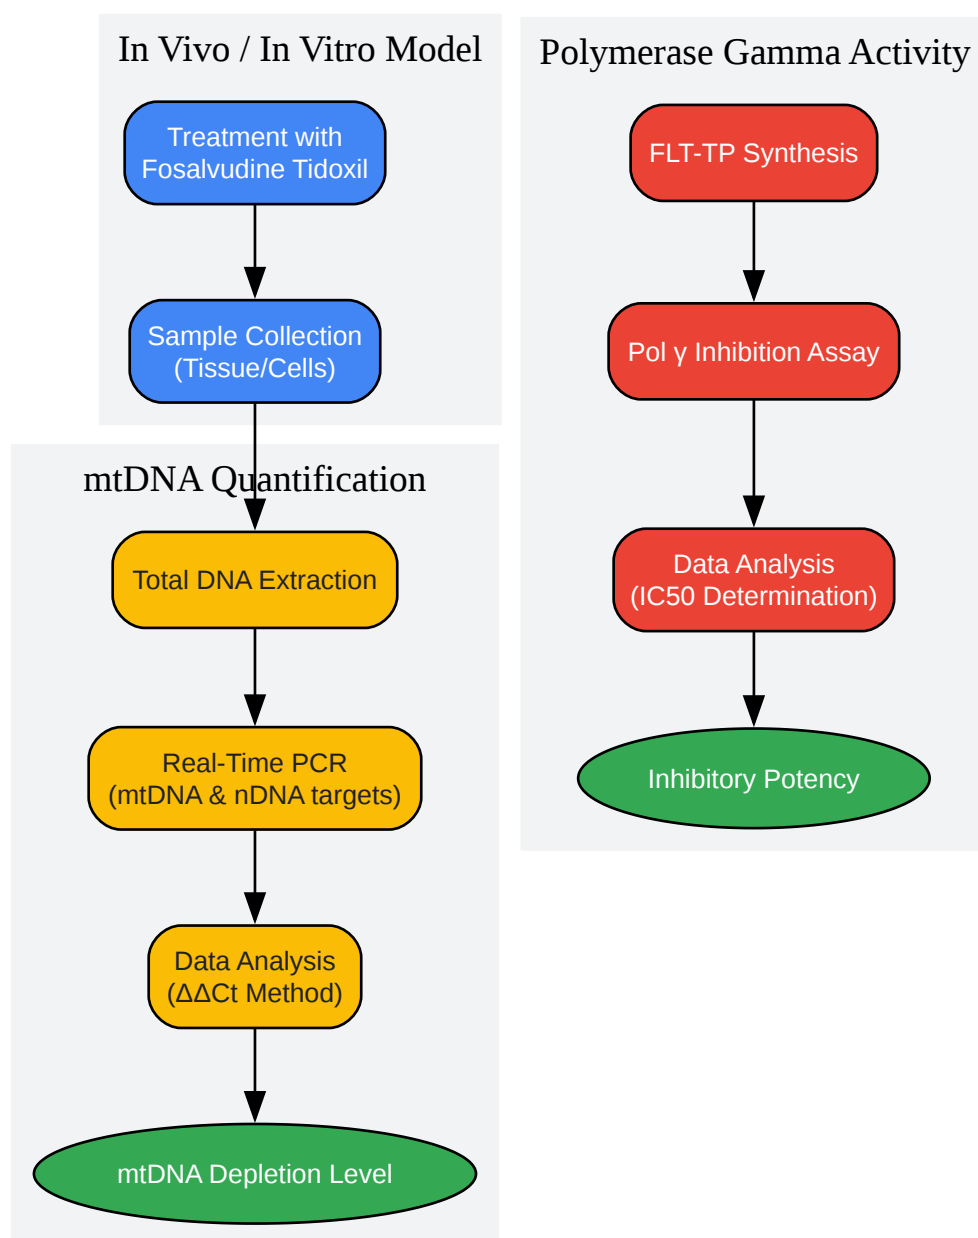 In Vivo / In Vitro Model
Treatment with
Fosalvudine Tidoxil
Sample Collection
(Tissue/Cells)
mtDNA Quantification
Total DNA Extraction
Real-Time PCR
(mtDNA & nDNA targets)
Data Analysis
(ΔΔCt Method)
mtDNA Depletion Level
Polymerase Gamma Activity
FLT-TP Synthesis
Pol γ Inhibition Assay
Data Analysis
(IC50 Determination)
Inhibitory Potency